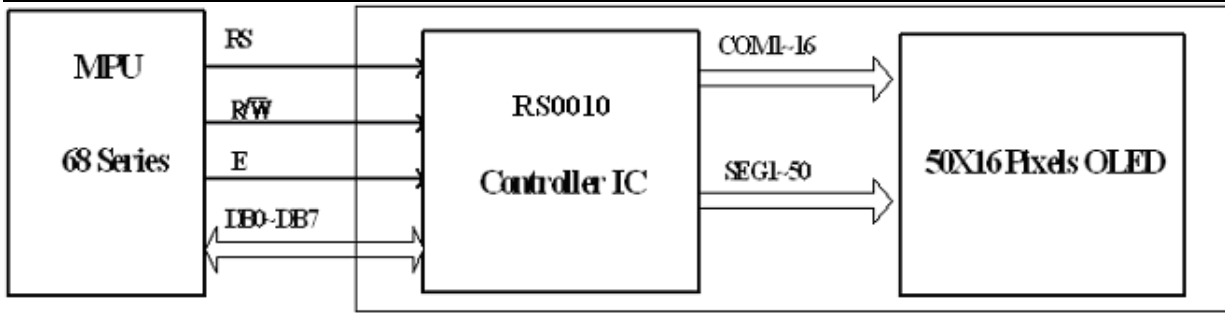 MPU
68 Series
RS
R/W̅
E
DB0~DB7
RS0010
Controller IC
COM1~16
SEG1~50
50X16 Pixels OLED